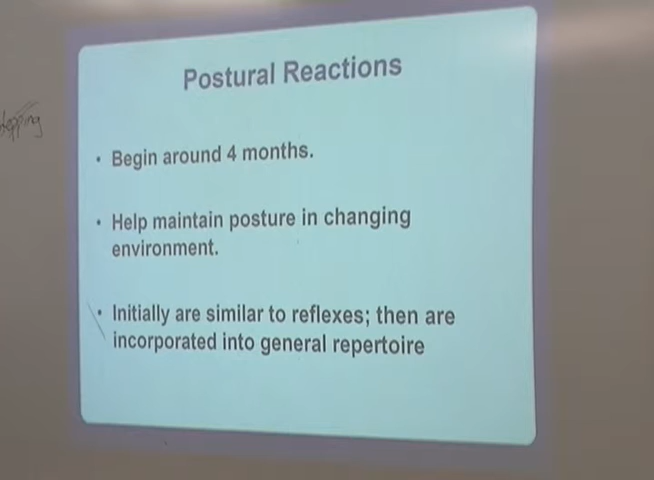 Postural Reactions
• Begin around 4 months.
• Help maintain posture in changing
environment.
• Initially are similar to reflexes; then are
incorporated into general repertoire